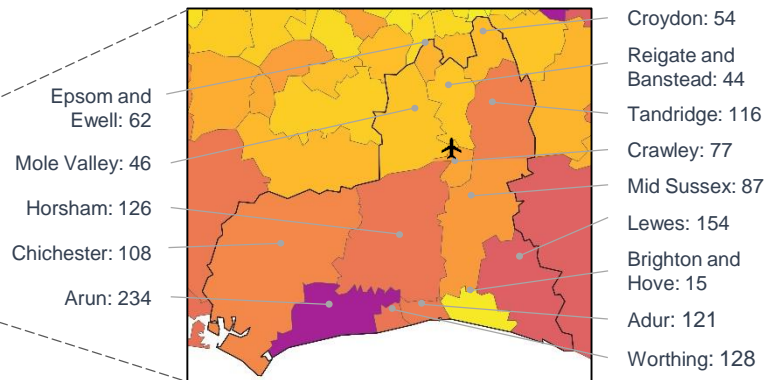 Epsom and
Ewell: 62
Mole Valley: 46
Horsham: 126
Chichester: 108
Arun: 234
Croydon: 54
Reigate and
Banstead: 44
Tandridge: 116
Crawley: 77
Mid Sussex: 87
Lewes: 154
Brighton and
Hove: 15
Adur: 121
Worthing: 128